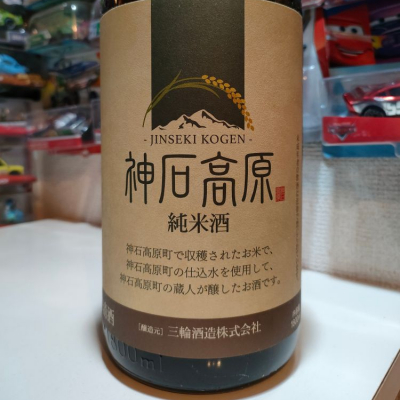 - JINSEKI KOGEN -
神石高原
純米酒
神石高原町で収穫されたお米で、
神石高原町の仕込水を使用して、
神石高原町の蔵人が醸したお酒です。
[醸造元] 三輪酒造株式会社